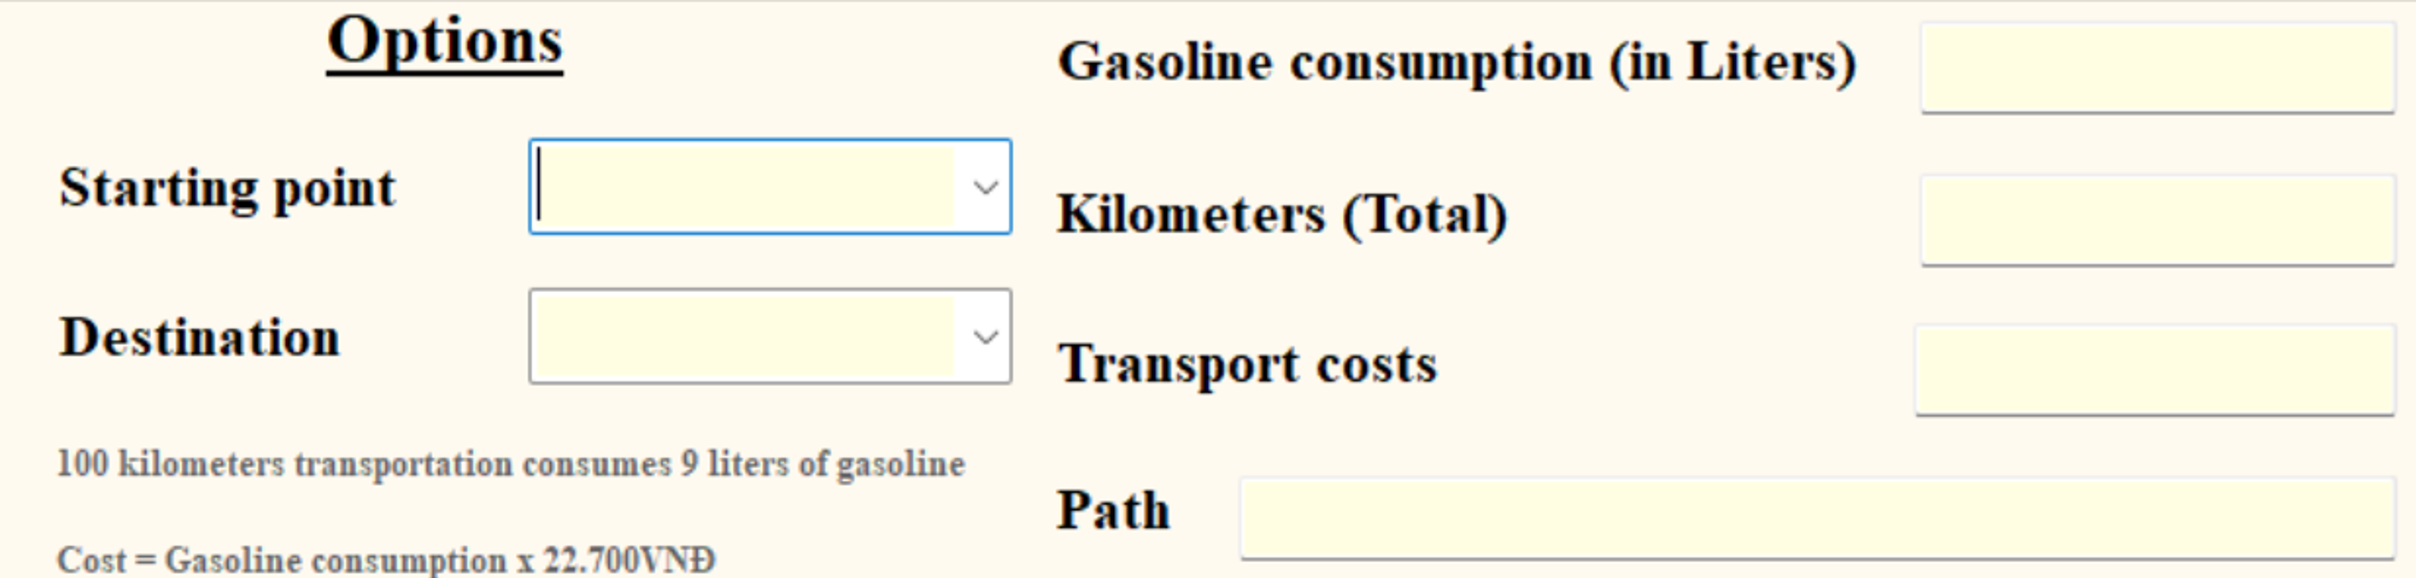 Options
Starting point
Destination
100 kilometers transportation consumes 9 liters of gasoline
Cost = Gasoline consumption x 22.700VNĐ
Gasoline consumption (in Liters)
Kilometers (Total)
Transport costs
Path